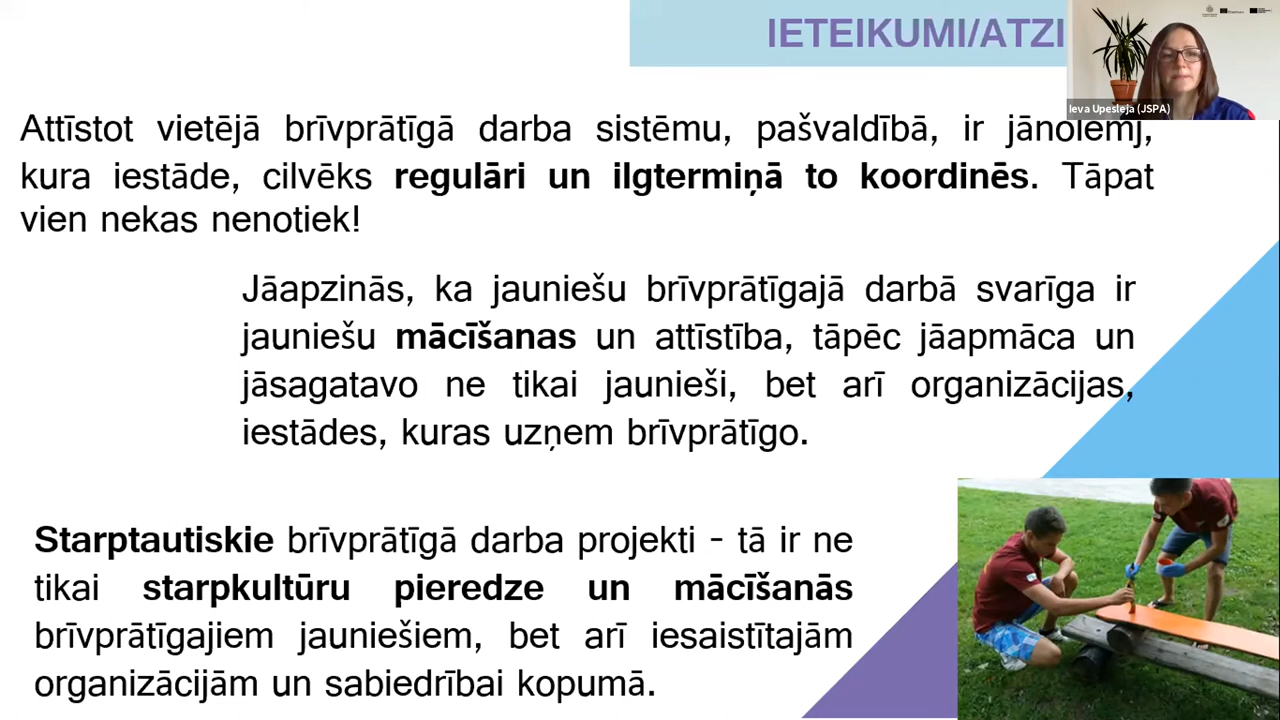 IETEIKUMI/ATZI
Ieva Upesleja (JSPA)
Attīstot vietējā brīvprātīgā darba sistēmu, pašvaldībā, ir jānolemj,
kura iestāde, cilvēks regulāri un ilgtermiņā to koordinēs. Tāpat
vien nekas nenotiek!
Jāapzinās, ka jauniešu brīvprātīgajā darbā svarīga ir
jauniešu mācīšanas un attīstība, tāpēc jāapmāca un
jāsagatavo ne tikai jaunieši, bet arī organizācijas,
iestādes, kuras uzņem brīvprātīgo.
Starptautiskie brīvprātīgā darba projekti - tā ir ne
tikai starpkultūru pieredze un mācīšanās
brīvprātīgajiem jauniešiem, bet arī iesaistītajām
organizācijām un sabiedrībai kopumā.